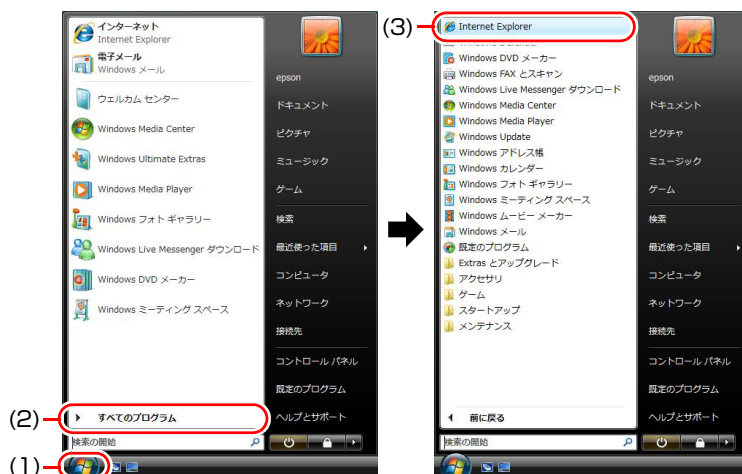 インターネット
Internet Explorer
電子メール
Windows メール
ウェルカム センター
Windows Media Center
Windows Ultimate Extras
Windows Media Player
Windows フォト ギャラリー
Windows Live Messenger ダウンロード
Windows DVD メーカー
Windows ミーティング スペース
(2)
すべてのプログラム
検索の開始
(1)
epson
ドキュメント
ピクチャ
ミュージック
ゲーム
検索
最近使った項目
コンピュータ
ネットワーク
接続先
コントロール パネル
既定のプログラム
ヘルプとサポート
(3)
Internet Explorer
Windows DVD メーカー
Windows FAX とスキャン
Windows Live Messenger ダウンロード
Windows Media Center
Windows Media Player
Windows Update
Windows アドレス帳
Windows カレンダー
Windows フォト ギャラリー
Windows ミーティング スペース
Windows ムービー メーカー
Windows メール
既定のプログラム
Extras とアップグレード
アクセサリ
ゲーム
スタートアップ
メンテナンス
前に戻る
検索の開始
epson
ドキュメント
ピクチャ
ミュージック
ゲーム
検索
最近使った項目
コンピュータ
ネットワーク
接続先
コントロール パネル
既定のプログラム
ヘルプとサポート